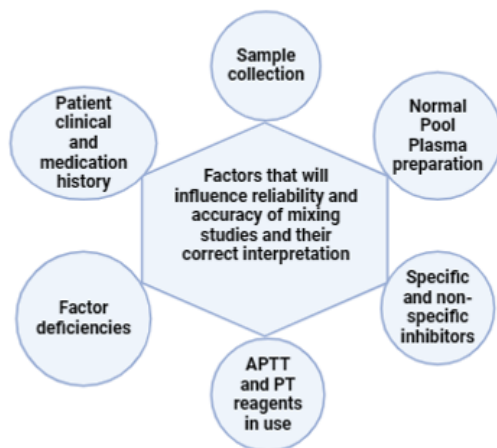 Sample
collection
Patient
clinical
and
medication
history
Normal
Pool
Plasma
preparation
Factors that will
influence reliability and
accuracy of mixing
studies and their
correct interpretation
Factor
deficiencies
Specific
and non-
specific
inhibitors
APTT
and PT
reagents
in use